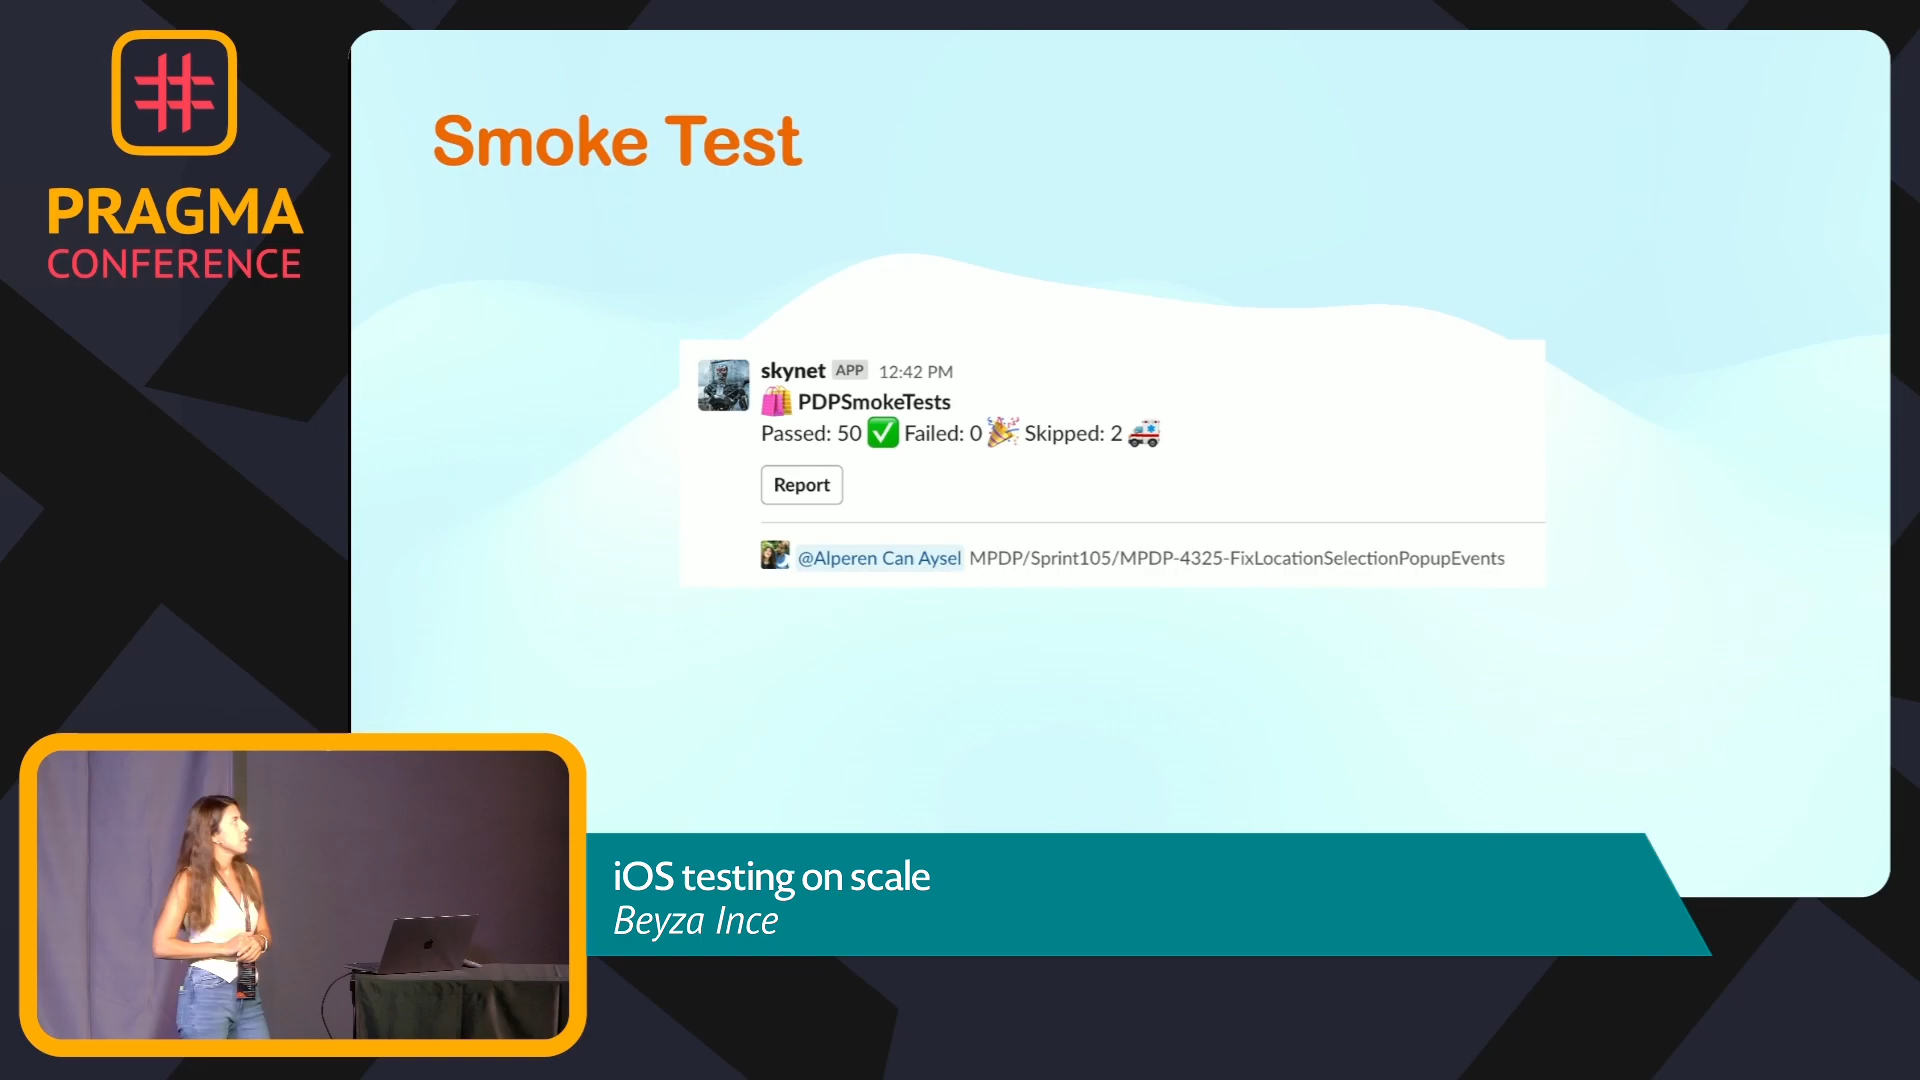 PRAGMA
CONFERENCE
Smoke Test
skynet APP 12:42 PM
PDPSmokeTests
Passed: 50 ✅ Failed: 0 🎉 Skipped: 2 🚑
Report
@Alperen Can Aysel MPDP/Sprint105/MPDP-4325-FixLocationSelectionPopupEvents
iOS testing on scale
Beyza Ince